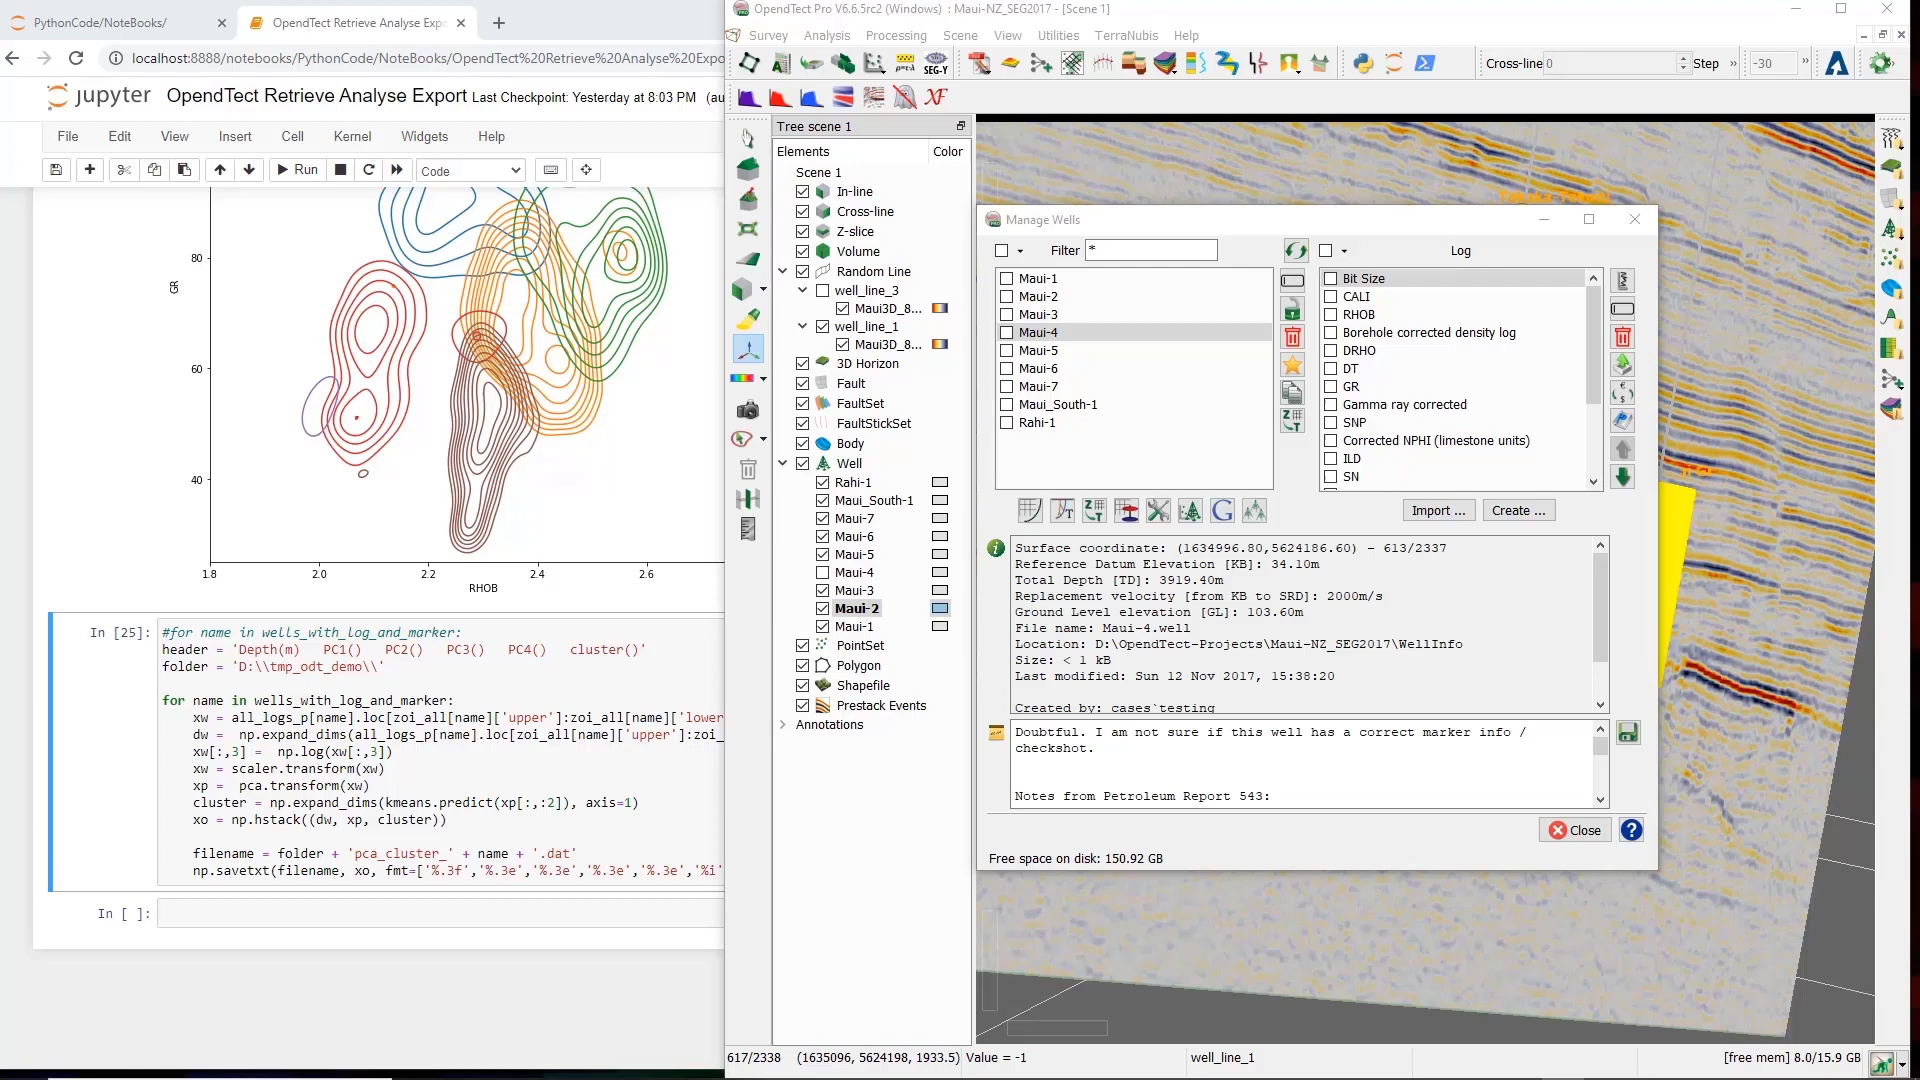 PythonCode/NoteBooks/
OpendTect Retrieve Analyse Expo
localhost:8888/notebooks/PythonCode/NoteBooks/OpendTect%20Retrieve%20Analyse%20Expo
jupyter OpendTect Retrieve Analyse Export Last Checkpoint: Yesterday at 8:03 PM (au
File Edit View Insert Cell Kernel Widgets Help
Run Code
GR
80
60
40
1.8 2.0 2.2 2.4 2.6
RHOB
In [25]:
#for name in wells_with_log_and_marker:
header = 'Depth(m)   PC1()   PC2()   PC3()   PC4()   cluster()'
folder = 'D:\\tmp_odt_demo\\'
for name in wells_with_log_and_marker:
xw = all_logs_p[name].loc[zoi_all[name]['upper']:zoi_all[name]['lower
dw =  np.expand_dims(all_logs_p[name].loc[zoi_all[name]['upper']:zoi_
xw[:,3] =  np.log(xw[:,3])
xw = scaler.transform(xw)
xp =  pca.transform(xw)
cluster = np.expand_dims(kmeans.predict(xp[:,:2]), axis=1)
xo = np.hstack((dw, xp, cluster))
filename = folder + 'pca_cluster_' + name + '.dat'
np.savetxt(filename, xo, fmt=['%.3f','%.3e','%.3e','%.3e','%.3e','%i'
In [ ]:
OpendTect Pro V6.6.5rc2 (Windows) : Maui-NZ_SEG2017 - [Scene 1]
Survey Analysis Processing Scene View Utilities TerraNubis Help
SEG-Y
Cross-line 0 Step » -30 »
XF
Tree scene 1
Elements Color
Scene 1
In-line
Cross-line
Z-slice
Volume
Random Line
well_line_3
Maui3D_8...
well_line_1
Maui3D_8...
3D Horizon
Fault
FaultSet
FaultStickSet
Body
Well
Rahi-1
Maui_South-1
Maui-7
Maui-6
Maui-5
Maui-4
Maui-3
Maui-2
Maui-1
PointSet
Polygon
Shapefile
Prestack Events
Annotations
Manage Wells
Filter *
Log
Maui-1
Maui-2
Maui-3
Maui-4
Maui-5
Maui-6
Maui-7
Maui_South-1
Rahi-1
Bit Size
CALI
RHOB
Borehole corrected density log
DRHO
DT
GR
Gamma ray corrected
SNP
Corrected NPHI (limestone units)
ILD
SN
Import ... Create ...
Surface coordinate: (1634996.80,5624186.60) - 613/2337
Reference Datum Elevation [KB]: 34.10m
Total Depth [TD]: 3919.40m
Replacement velocity [from KB to SRD]: 2000m/s
Ground Level elevation [GL]: 103.60m
File name: Maui-4.well
Location: D:\OpendTect-Projects\Maui-NZ_SEG2017\WellInfo
Size: < 1 kB
Last modified: Sun 12 Nov 2017, 15:38:20
Created by: cases`testing
Doubtful. I am not sure if this well has a correct marker info /
checkshot.
Notes from Petroleum Report 543:
Close
Free space on disk: 150.92 GB
617/2338 (1635096, 5624198, 1933.5) Value = -1 well_line_1 [free mem] 8.0/15.9 GB